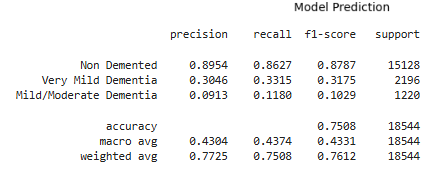 Model Prediction
precision recall f1-score support
Non Demented 0.8954 0.8627 0.8787 15128
Very Mild Dementia 0.3046 0.3315 0.3175 2196
Mild/Moderate Dementia 0.0913 0.1180 0.1029 1220
accuracy 0.7508 18544
macro avg 0.4304 0.4374 0.4331 18544
weighted avg 0.7725 0.7508 0.7612 18544